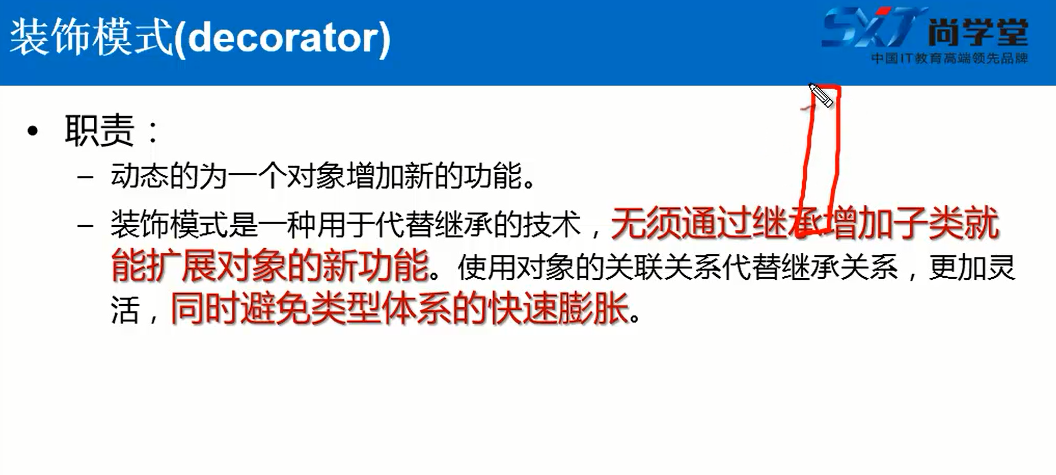 装饰模式(decorator)
SXT 尚学堂
中国IT教育高端领先品牌
• 职责：
– 动态的为一个对象增加新的功能。
– 装饰模式是一种用于代替继承的技术，无须通过继承增加子类就
能扩展对象的新功能。使用对象的关联关系代替继承关系，更加灵
活，同时避免类型体系的快速膨胀。